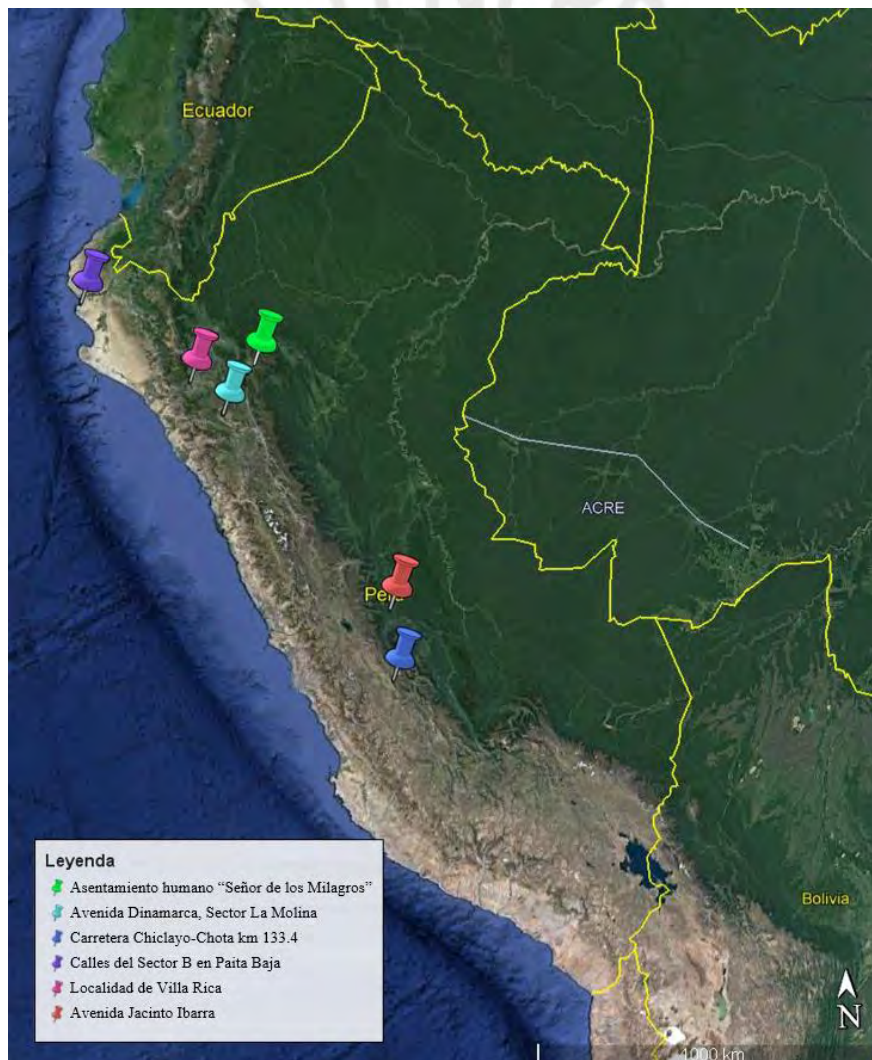 Ecuador
ACRE
Perú
Bolivia
Leyenda
Asentamiento humano “Señor de los Milagros”
Avenida Dinamarca, Sector La Molina
Carretera Chiclayo-Chota km 133.4
Calles del Sector B en Paita Baja
Localidad de Villa Rica
Avenida Jacinto Ibarra
N
1000 km